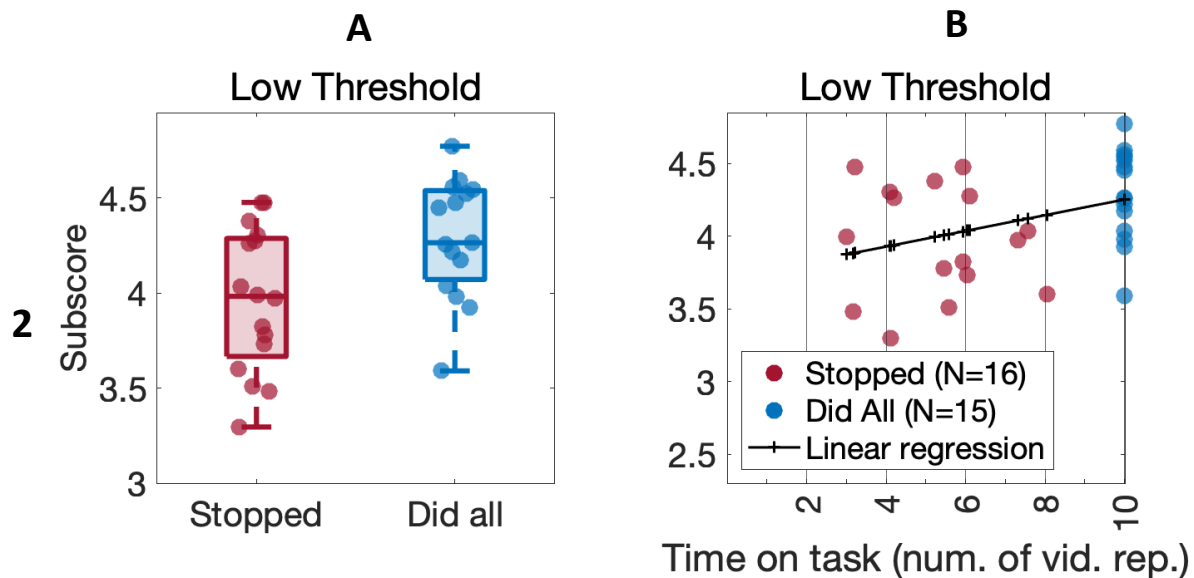 A
B
Low Threshold
Low Threshold
2
Subscore
4.5
4
3.5
3
Stopped
Did all
4.5
4
3.5
3
2.5
Stopped (N=16)
Did All (N=15)
Linear regression
2
4
6
8
10
Time on task (num. of vid. rep.)